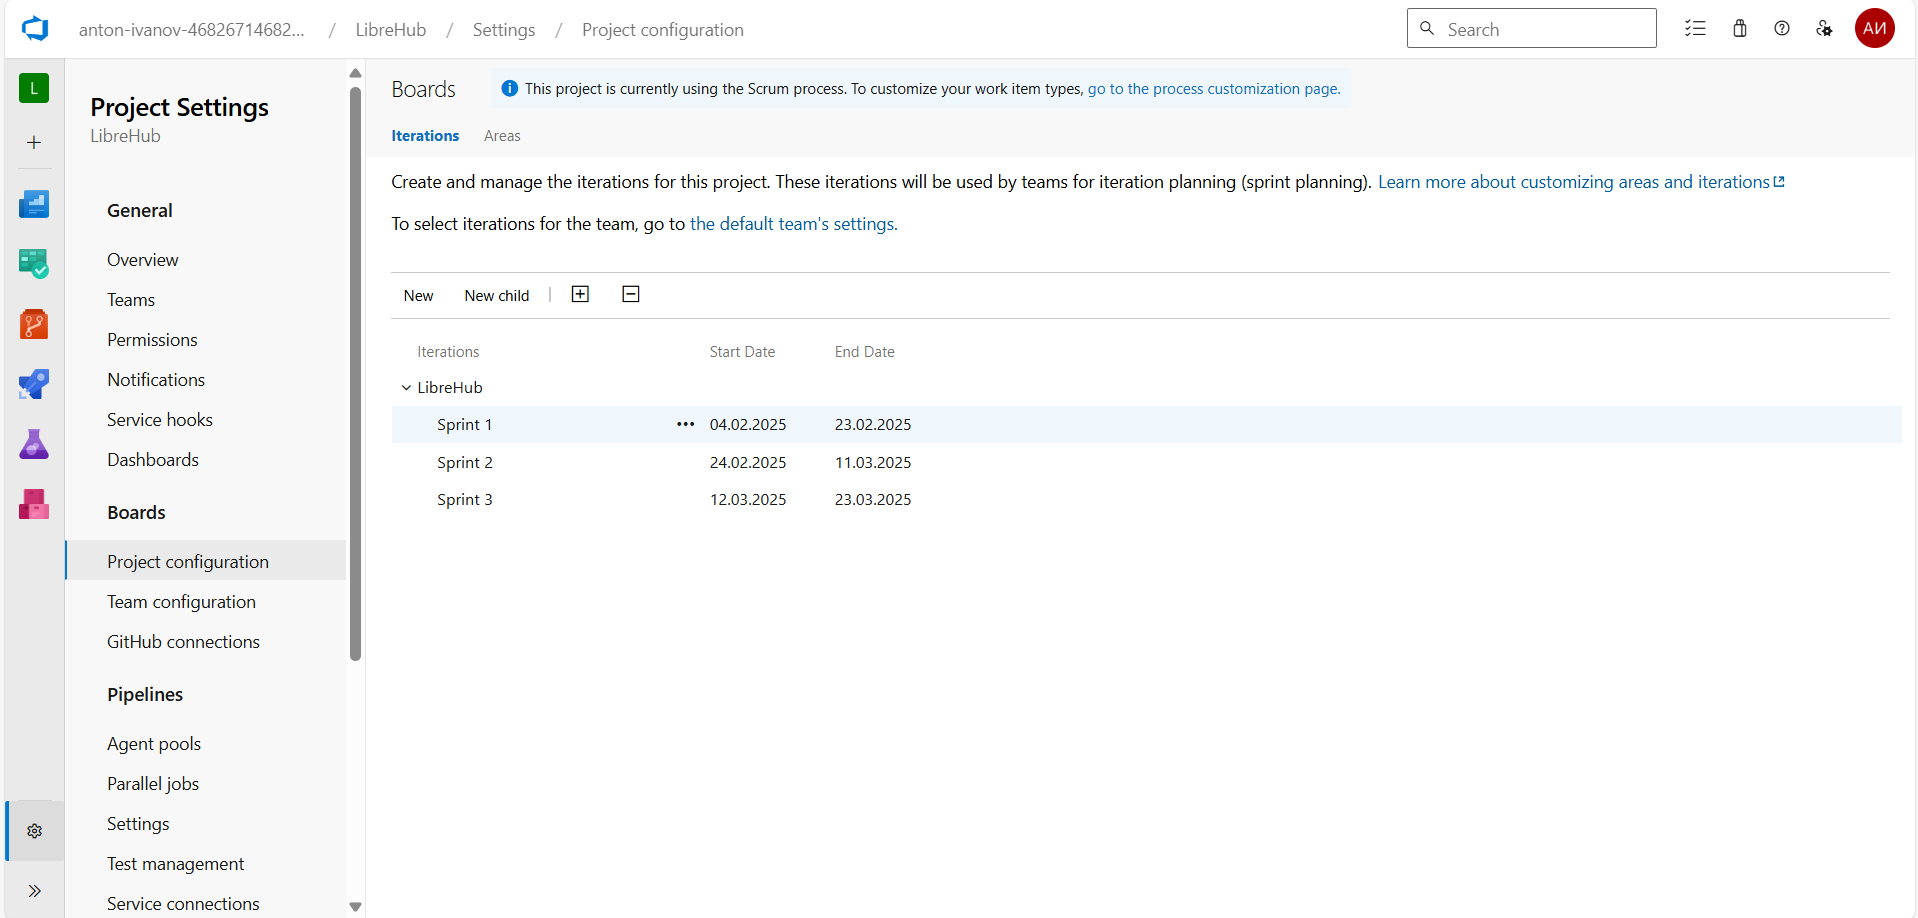 anton-ivanov-46826714682... / LibreHub / Settings / Project configuration
Search
АИ
L
Project Settings
LibreHub
General
Overview
Teams
Permissions
Notifications
Service hooks
Dashboards
Boards
Project configuration
Team configuration
GitHub connections
Pipelines
Agent pools
Parallel jobs
Settings
Test management
Service connections
Boards
This project is currently using the Scrum process. To customize your work item types, go to the process customization page.
Iterations Areas
Create and manage the iterations for this project. These iterations will be used by teams for iteration planning (sprint planning). Learn more about customizing areas and iterations
To select iterations for the team, go to the default team's settings.
New New child
Iterations Start Date End Date
LibreHub
Sprint 1 04.02.2025 23.02.2025
Sprint 2 24.02.2025 11.03.2025
Sprint 3 12.03.2025 23.03.2025